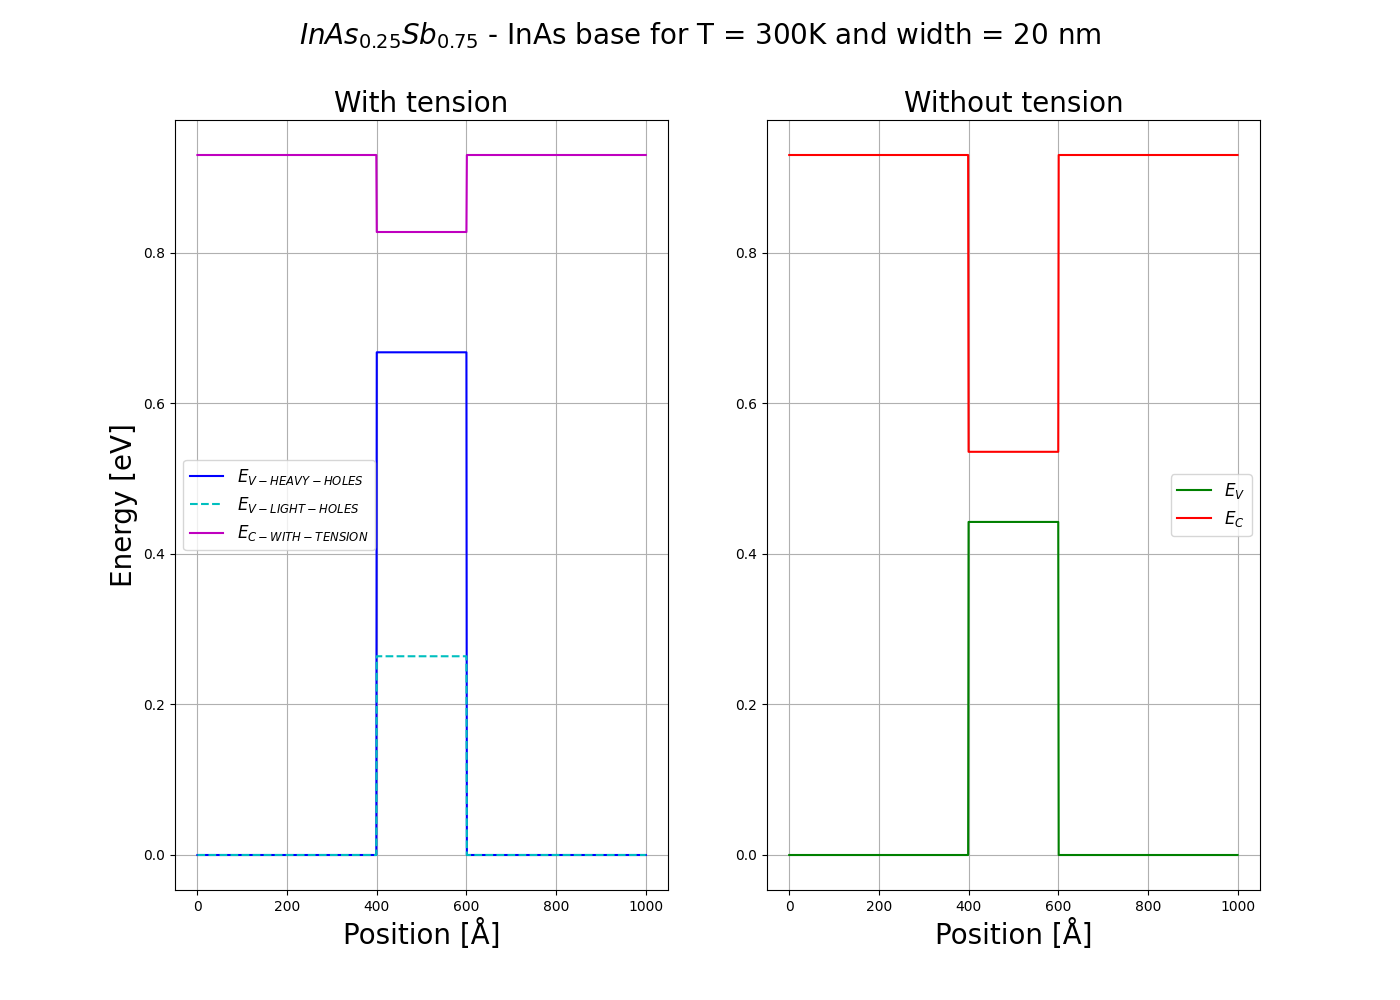 InAs0.25Sb0.75 - InAs base for T = 300K and width = 20 nm
With tension
Without tension
0.8
0.6
0.4
0.2
0.0
Energy [eV]
EV-HEAVY-HOLES
EV-LIGHT-HOLES
EC-WITH-TENSION
0 200 400 600 800 1000
Position [Å]
0.8
0.6
0.4
0.2
0.0
EV
EC
0 200 400 600 800 1000
Position [Å]